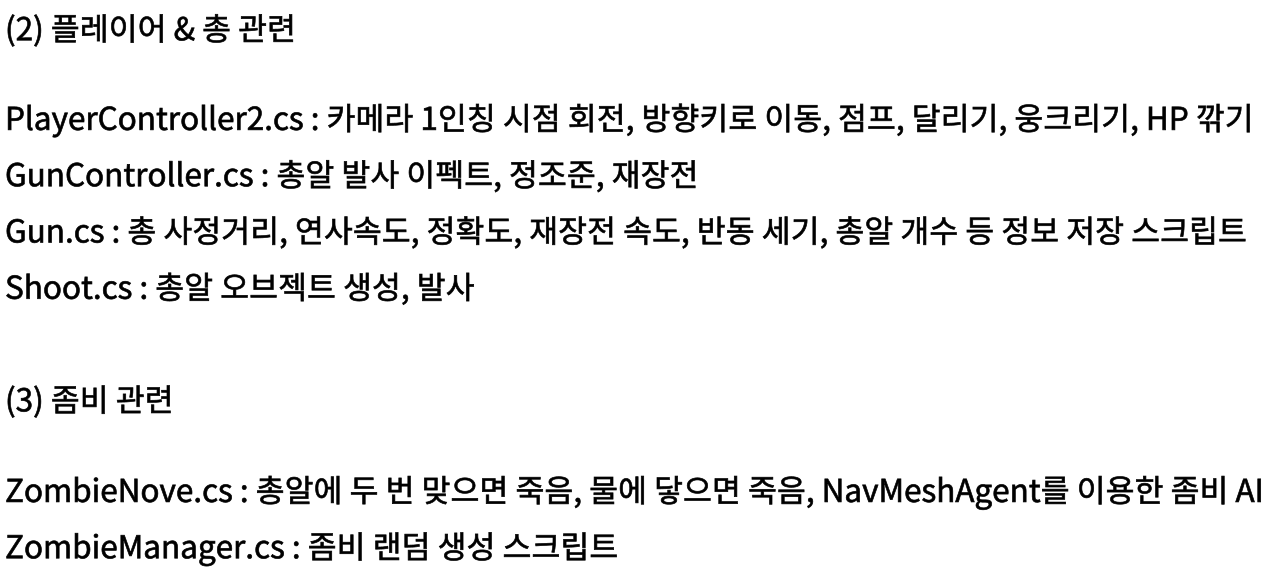 (2) 플레이어 & 총 관련
PlayerController2.cs : 카메라 1인칭 시점 회전, 방향키로 이동, 점프, 달리기, 웅크리기, HP 깎기
GunController.cs : 총알 발사 이펙트, 정조준, 재장전
Gun.cs : 총 사정거리, 연사속도, 정확도, 재장전 속도, 반동 세기, 총알 개수 등 정보 저장 스크립트
Shoot.cs : 총알 오브젝트 생성, 발사
(3) 좀비 관련
ZombieNove.cs : 총알에 두 번 맞으면 죽음, 물에 닿으면 죽음, NavMeshAgent를 이용한 좀비 AI
ZombieManager.cs : 좀비 랜덤 생성 스크립트